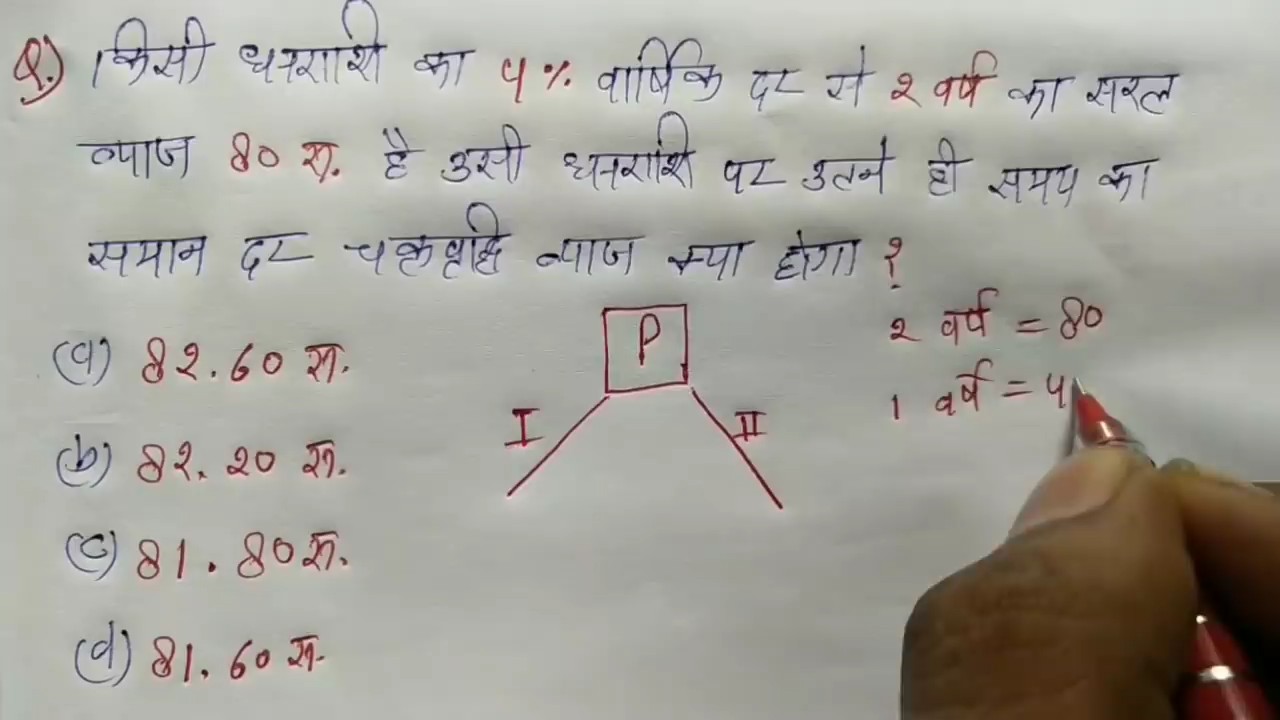 Q.) किसी धनराशि का 4% वार्षिक दर से 2 वर्ष का सरल
ब्याज 80 रु. है उसी धनराशि पर उतने ही समय का
समान दर चक्रवृद्धि ब्याज क्या होगा ?
(a) 82.60 रु.
(b) 82.20 रु.
(c) 81.80 रु.
(d) 81.60 रु.
P
I
II
2 वर्ष = 80
1 वर्ष = 4